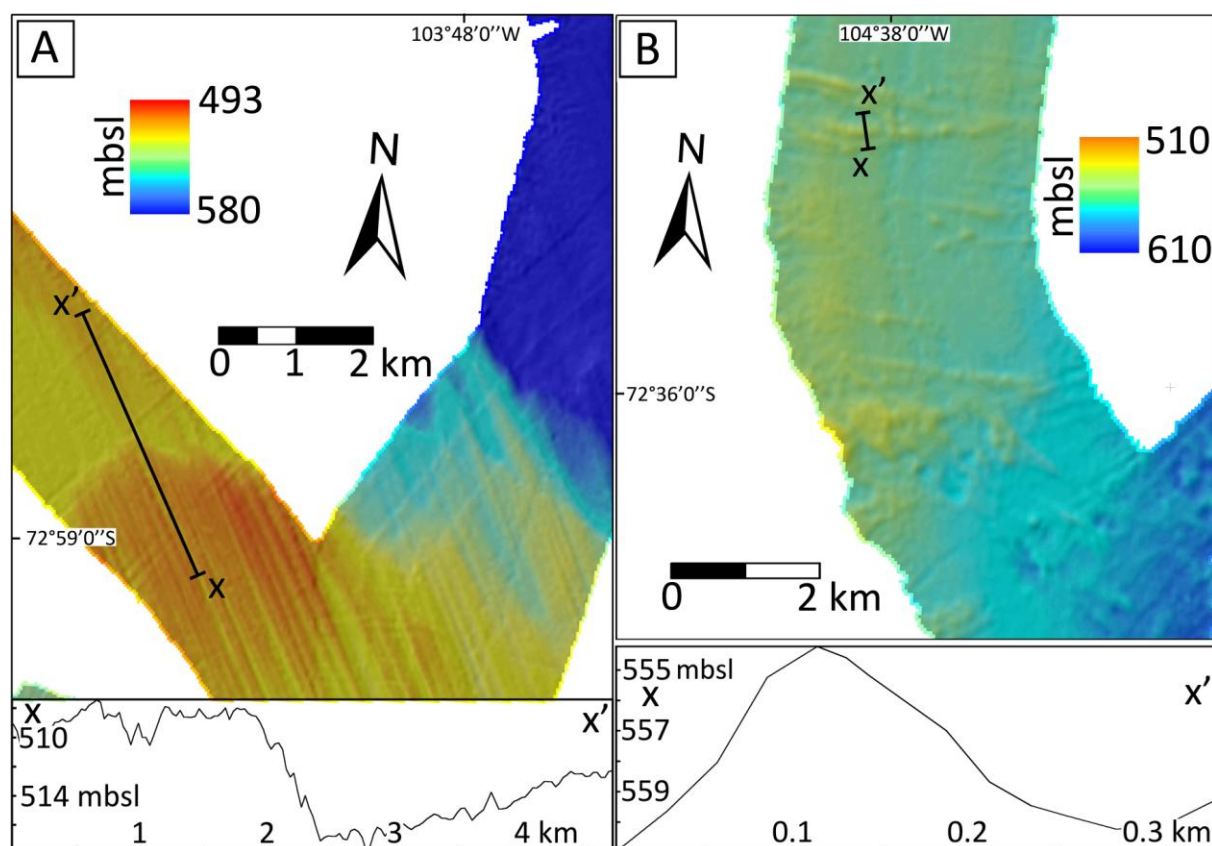 A
103°48’0’’W
493
mbsl
580
N
0 1 2 km
x’
x
72°59’0’’S
x x’
510
514 mbsl
1 2 3 4 km
B
104°38’0’’W
x’
x
510
mbsl
610
N
72°36’0’’S
0 2 km
555 mbsl
x x’
557
559
0.1 0.2 0.3 km